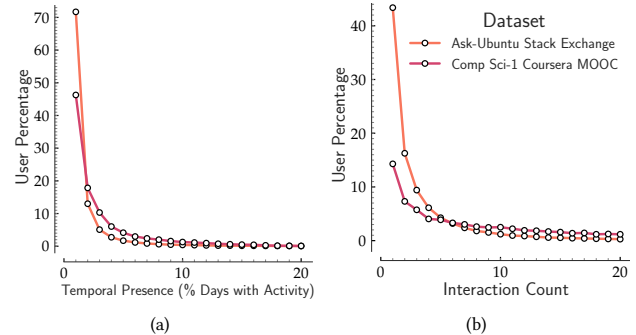 70
60
50
40
30
20
10
0
User Percentage
0
10
20
Temporal Presence (% Days with Activity)
(a)
40
30
20
10
0
User Percentage
Dataset
Ask-Ubuntu Stack Exchange
Comp Sci-1 Coursera MOOC
0
10
20
Interaction Count
(b)